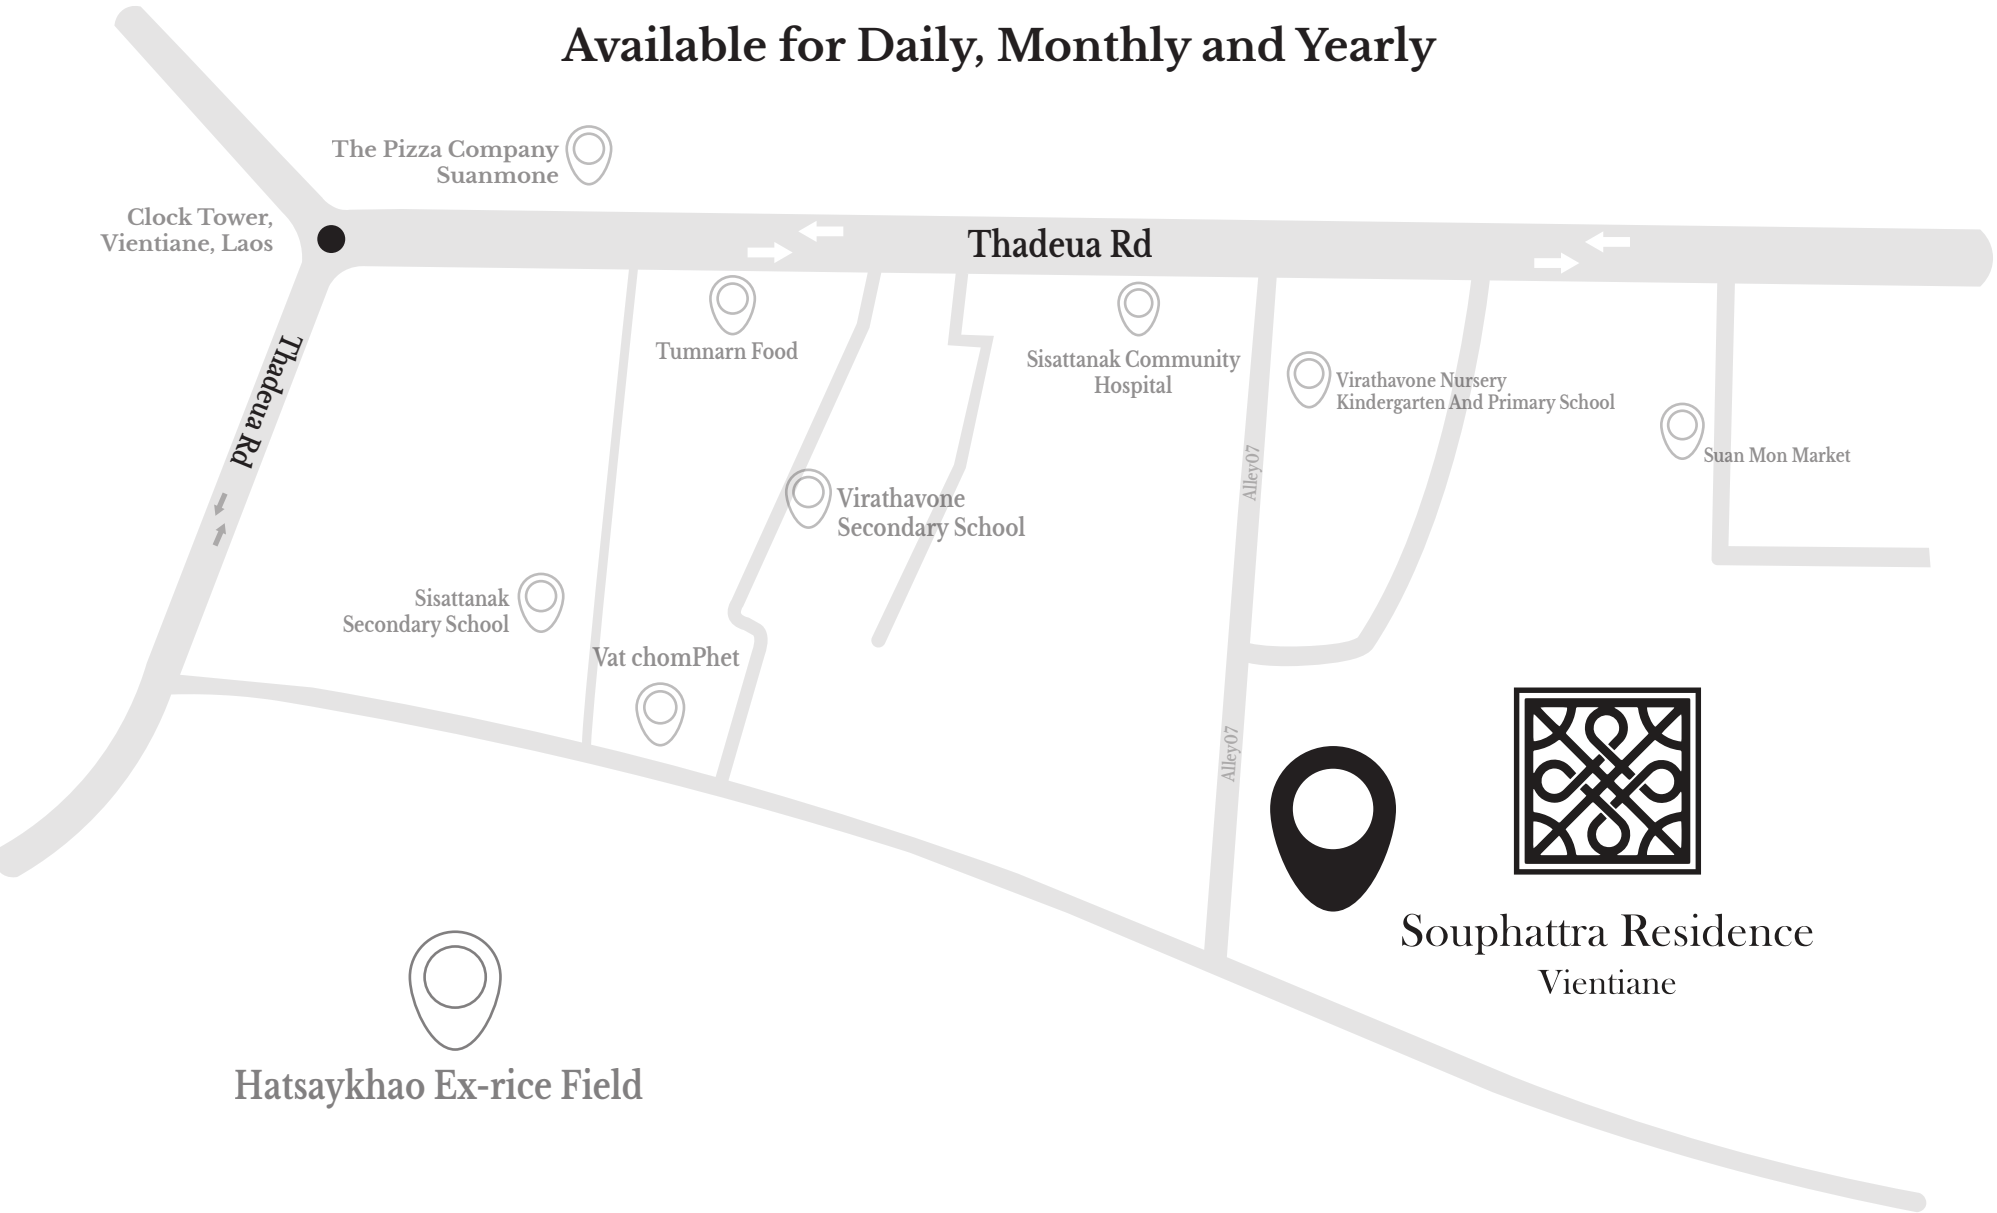 Available for Daily, Monthly and Yearly
The Pizza Company
Suanmone
Clock Tower,
Vientiane, Laos
Thadeua Rd
Thadeua Rd
Tumnarn Food
Sisattanak Community
Hospital
Virathavone Nursery
Kindergarten And Primary School
Suan Mon Market
Alley07
Virathavone
Secondary School
Sisattanak
Secondary School
Vat chomPhet
Alley07
Souphattra Residence
Vientiane
Hatsaykhao Ex-rice Field